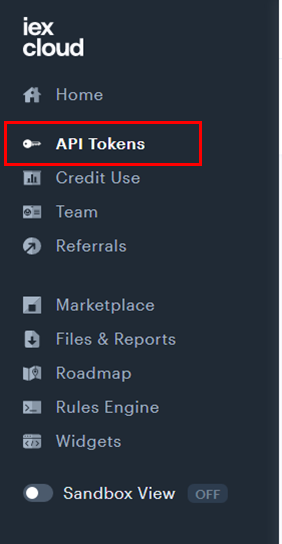 iex
cloud
Home
API Tokens
Credit Use
Team
Referrals
Marketplace
Files & Reports
Roadmap
Rules Engine
Widgets
Sandbox View OFF